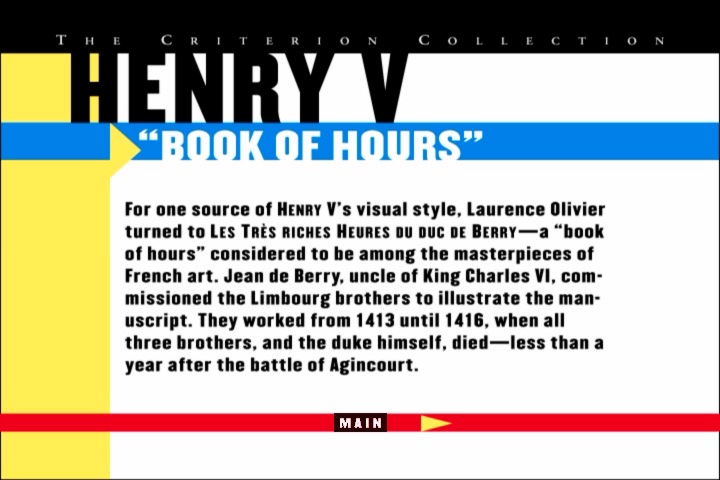 THE CRITERION COLLECTION
HENRY V
“BOOK OF HOURS”
For one source of HENRY V’s visual style, Laurence Olivier
turned to LES TRÈS RICHES HEURES DU DUC DE BERRY—a “book
of hours” considered to be among the masterpieces of
French art. Jean de Berry, uncle of King Charles VI, com-
missioned the Limbourg brothers to illustrate the man-
uscript. They worked from 1413 until 1416, when all
three brothers, and the duke himself, died—less than a
year after the battle of Agincourt.
MAIN